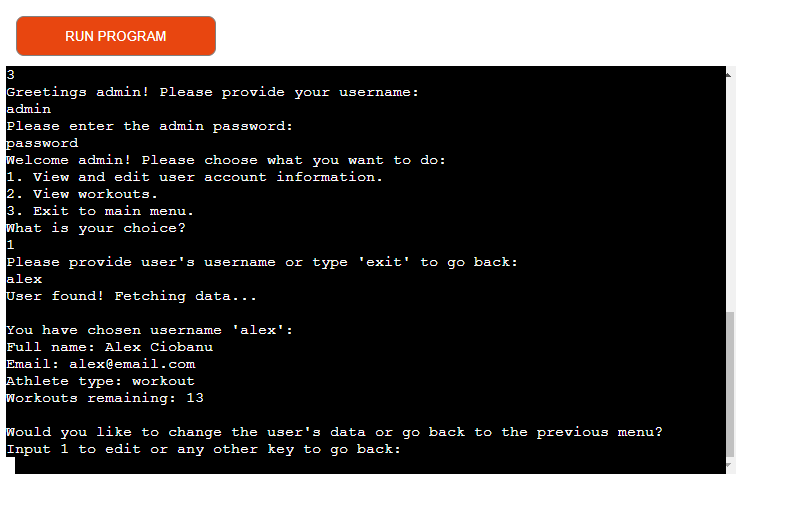 RUN PROGRAM
3
Greetings admin! Please provide your username:
admin
Please enter the admin password:
password
Welcome admin! Please choose what you want to do:
1. View and edit user account information.
2. View workouts.
3. Exit to main menu.
What is your choice?
1
Please provide user's username or type 'exit' to go back:
alex
User found! Fetching data...
You have chosen username 'alex':
Full name: Alex Ciobanu
Email: alex@email.com
Athlete type: workout
Workouts remaining: 13
Would you like to change the user's data or go back to the previous menu?
Input 1 to edit or any other key to go back: